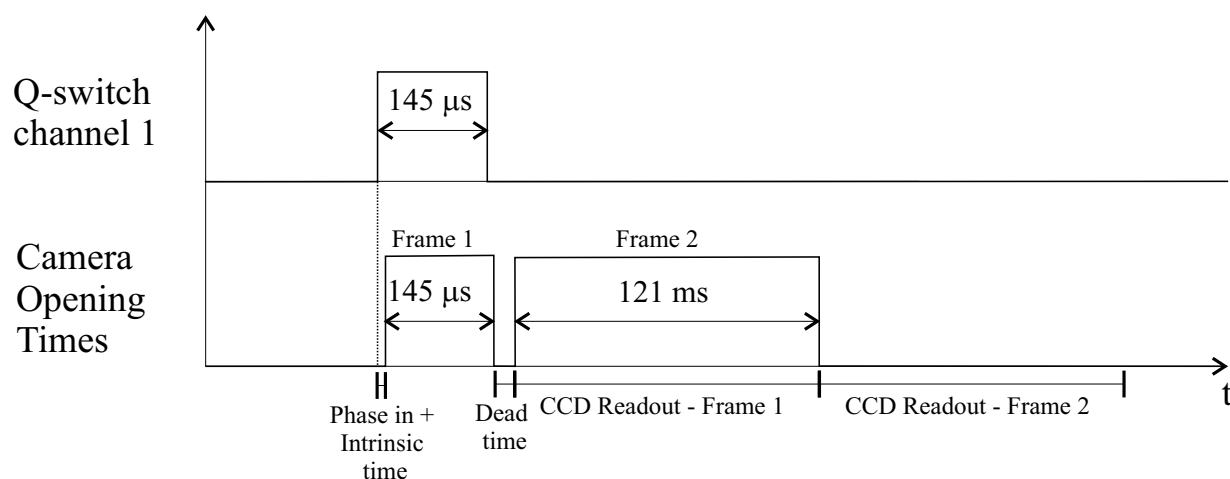 Q-switch
channel 1
145 μs
Camera
Opening
Times
Frame 1
145 μs
Frame 2
121 ms
t
Phase in +
Intrinsic
time
Dead
time
CCD Readout - Frame 1
CCD Readout - Frame 2